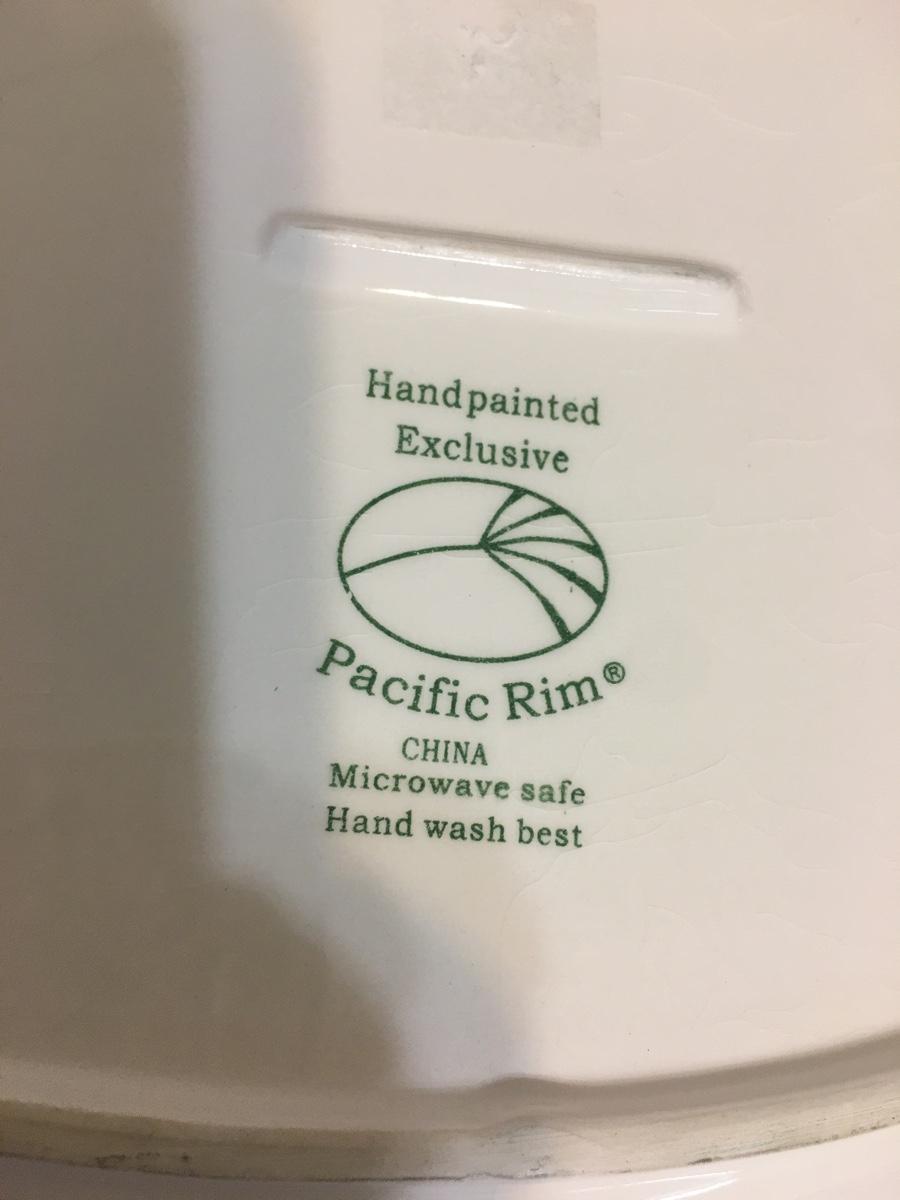 Handpainted
Exclusive
Pacific Rim®
CHINA
Microwave safe
Hand wash best